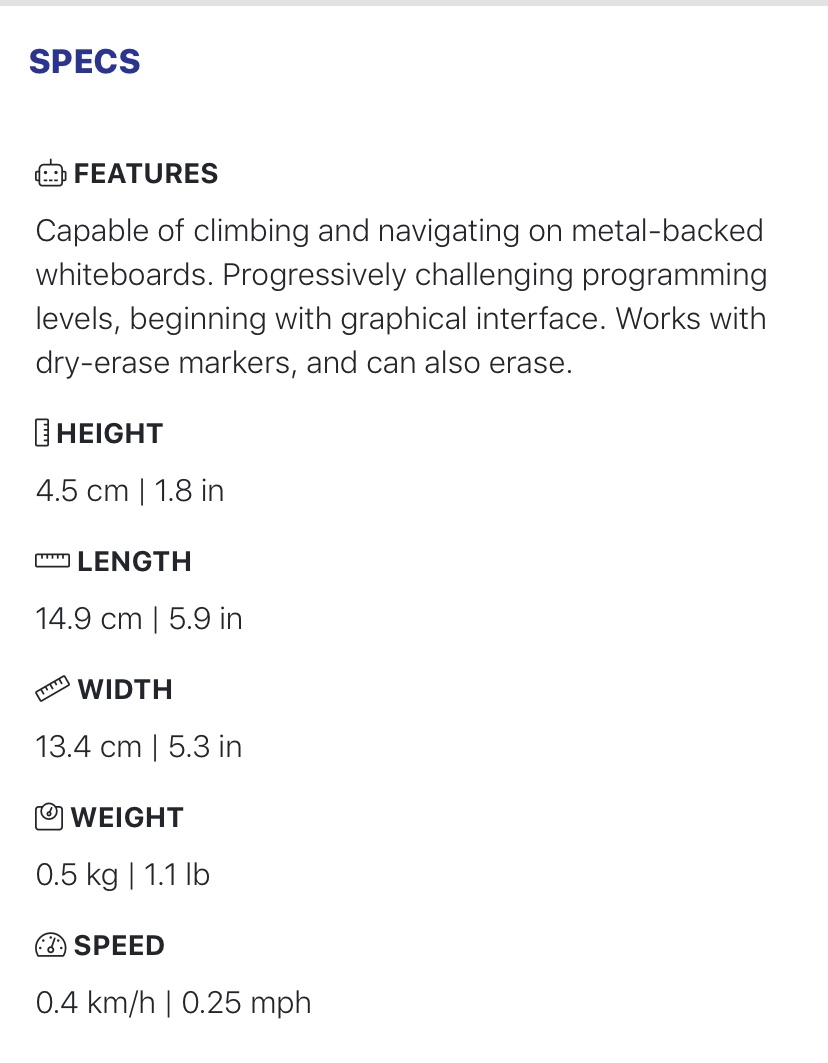 SPECS
FEATURES
Capable of climbing and navigating on metal-backed
whiteboards. Progressively challenging programming
levels, beginning with graphical interface. Works with
dry-erase markers, and can also erase.
HEIGHT
4.5 cm | 1.8 in
LENGTH
14.9 cm | 5.9 in
WIDTH
13.4 cm | 5.3 in
WEIGHT
0.5 kg | 1.1 lb
SPEED
0.4 km/h | 0.25 mph